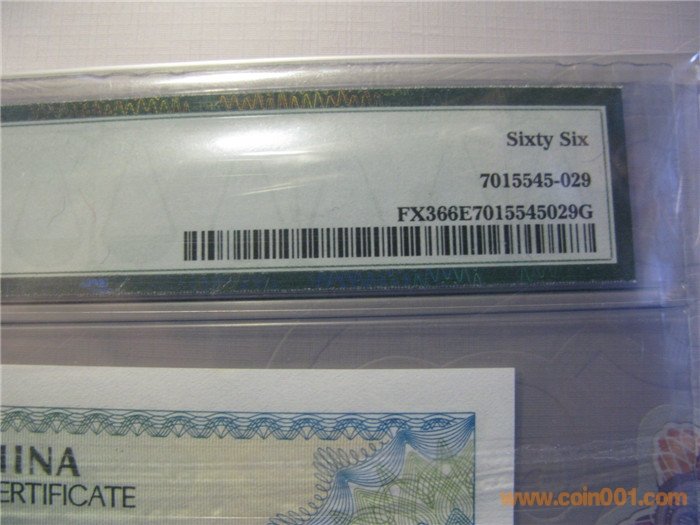 Sixty Six
7015545-029
FX366E7015545029G
HINA
ERTIFICATE
www.coin001.com